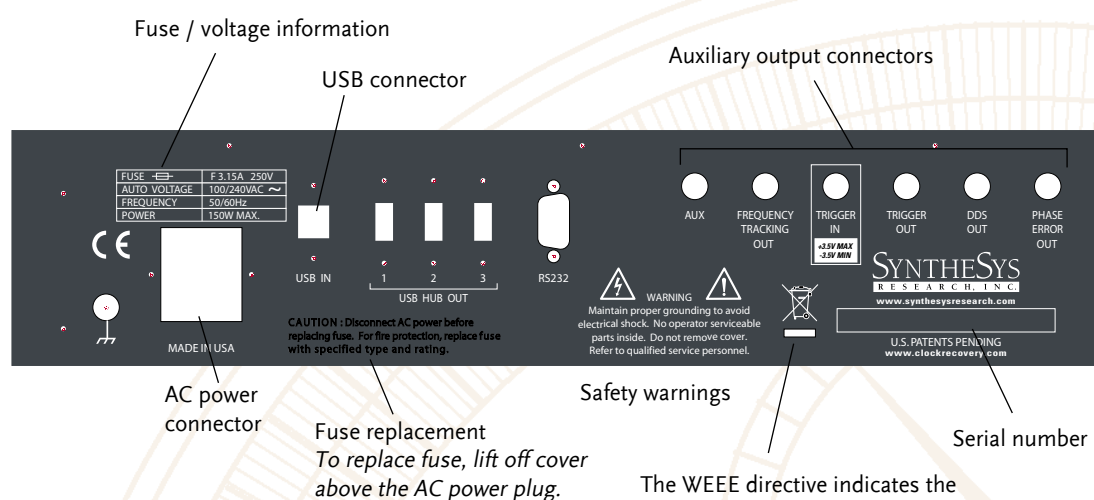 Fuse / voltage information
USB connector
Auxiliary output connectors
FUSE F 3.15A 250V
AUTO VOLTAGE 100/240VAC ~
FREQUENCY 50/60Hz
POWER 150W MAX.
CE
MADE IN USA
USB IN
1 2 3
USB HUB OUT
RS232
CAUTION : Disconnect AC power before
replacing fuse. For fire protection, replace fuse
with specified type and rating.
WARNING
Maintain proper grounding to avoid
electrical shock. No operator serviceable
parts inside. Do not remove cover.
Refer to qualified service personnel.
AUX
FREQUENCY
TRACKING
OUT
TRIGGER
IN
+3.5V MAX
-3.5V MIN
TRIGGER
OUT
DDS
OUT
PHASE
ERROR
OUT
SYNTHESYS
RESEARCH, INC.
www.synthesysresearch.com
U.S. PATENTS PENDING
www.clockrecovery.com
AC power
connector
Fuse replacement
To replace fuse, lift off cover
above the AC power plug.
Safety warnings
The WEEE directive indicates the
Serial number